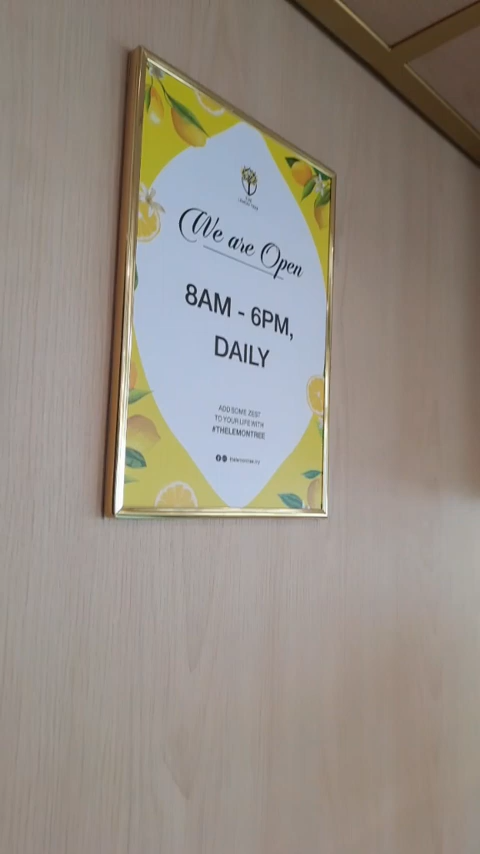 We are Open
8AM - 6PM,
DAILY
ADD SOME ZEST
TO YOUR LIFE WITH
#THELEMONTREE